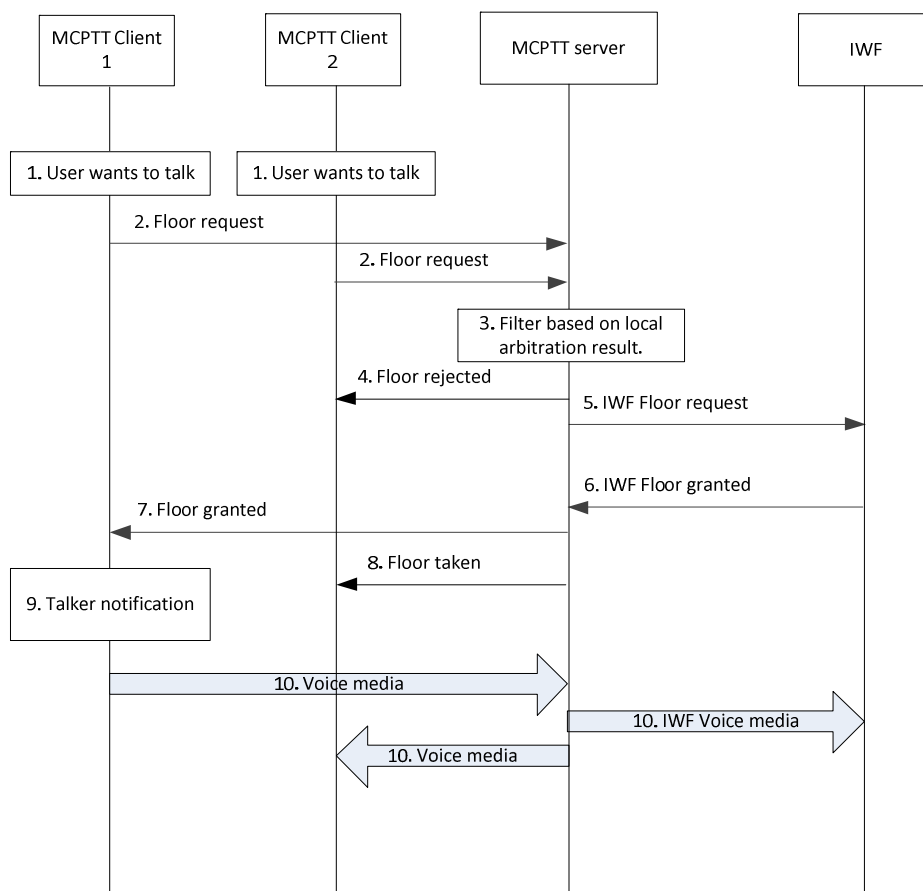 MCPTT Client
1
MCPTT Client
2
MCPTT server
IWF
1. User wants to talk
1. User wants to talk
2. Floor request
2. Floor request
3. Filter based on local
arbitration result.
4. Floor rejected
5. IWF Floor request
6. IWF Floor granted
7. Floor granted
8. Floor taken
9. Talker notification
10. Voice media
10. IWF Voice media
10. Voice media